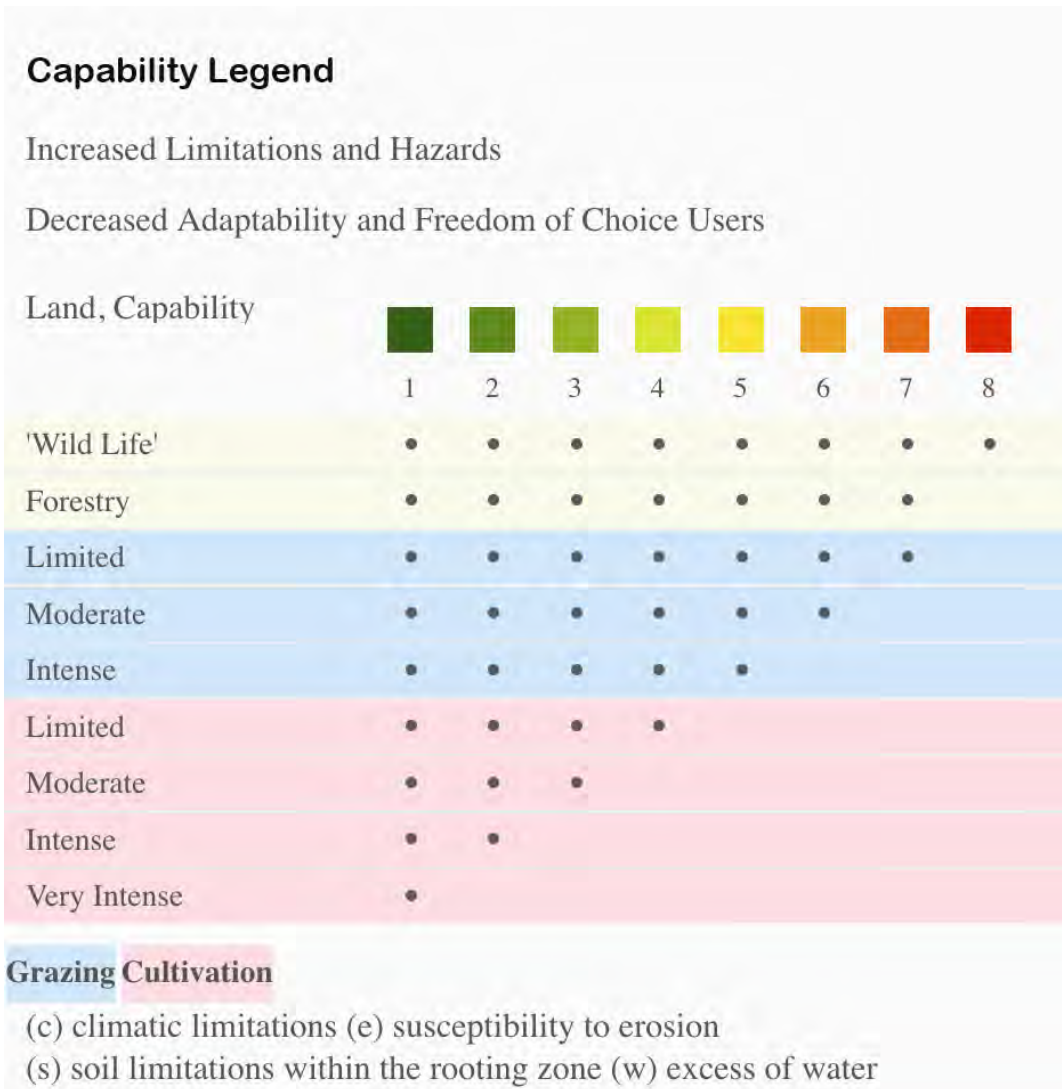 Capability Legend
Increased Limitations and Hazards
Decreased Adaptability and Freedom of Choice Users
Land, Capability
1 2 3 4 5 6 7 8
'Wild Life' • • • • • • • •
Forestry • • • • • • •
Limited • • • • • • •
Moderate • • • • • •
Intense • • • • •
Limited • • • •
Moderate • • •
Intense • •
Very Intense •
Grazing Cultivation
(c) climatic limitations (e) susceptibility to erosion
(s) soil limitations within the rooting zone (w) excess of water